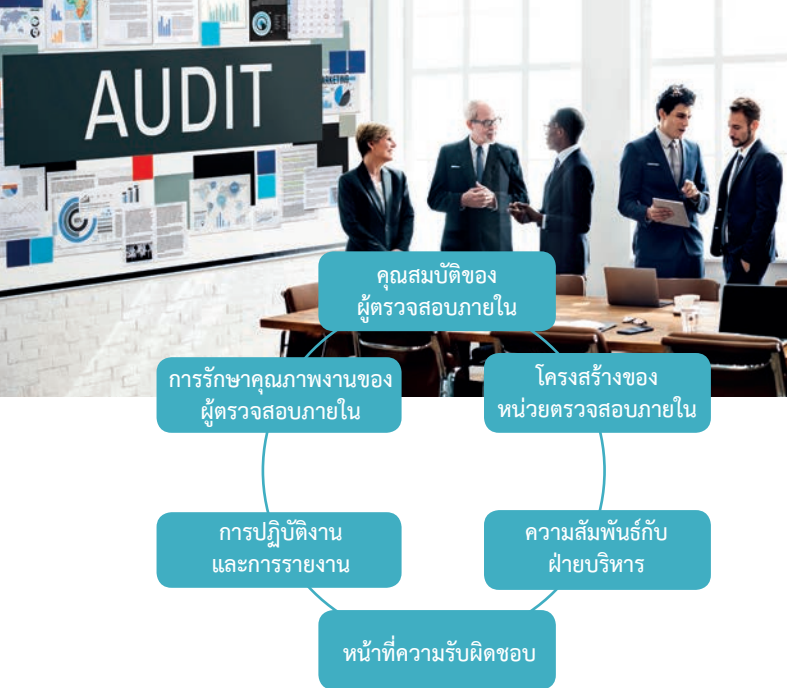 AUDIT
คุณสมบัติของ
ผู้ตรวจสอบภายใน
โครงสร้างของ
หน่วยตรวจสอบภายใน
ความสัมพันธ์กับ
ฝ่ายบริหาร
หน้าที่ความรับผิดชอบ
การปฏิบัติงาน
และการรายงาน
การรักษาคุณภาพงานของ
ผู้ตรวจสอบภายใน